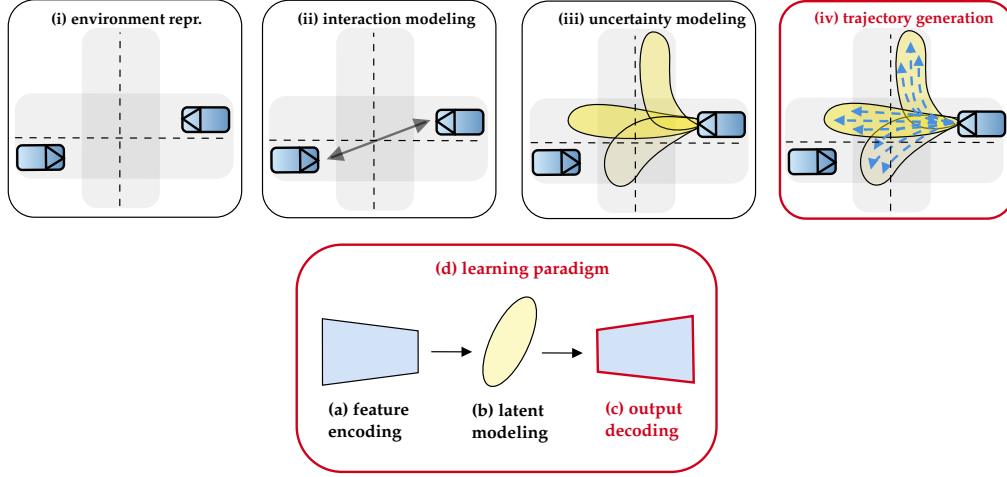 (i) environment repr.
(ii) interaction modeling
(iii) uncertainty modeling
(iv) trajectory generation
(d) learning paradigm
(a) feature
encoding
(b) latent
modeling
(c) output
decoding